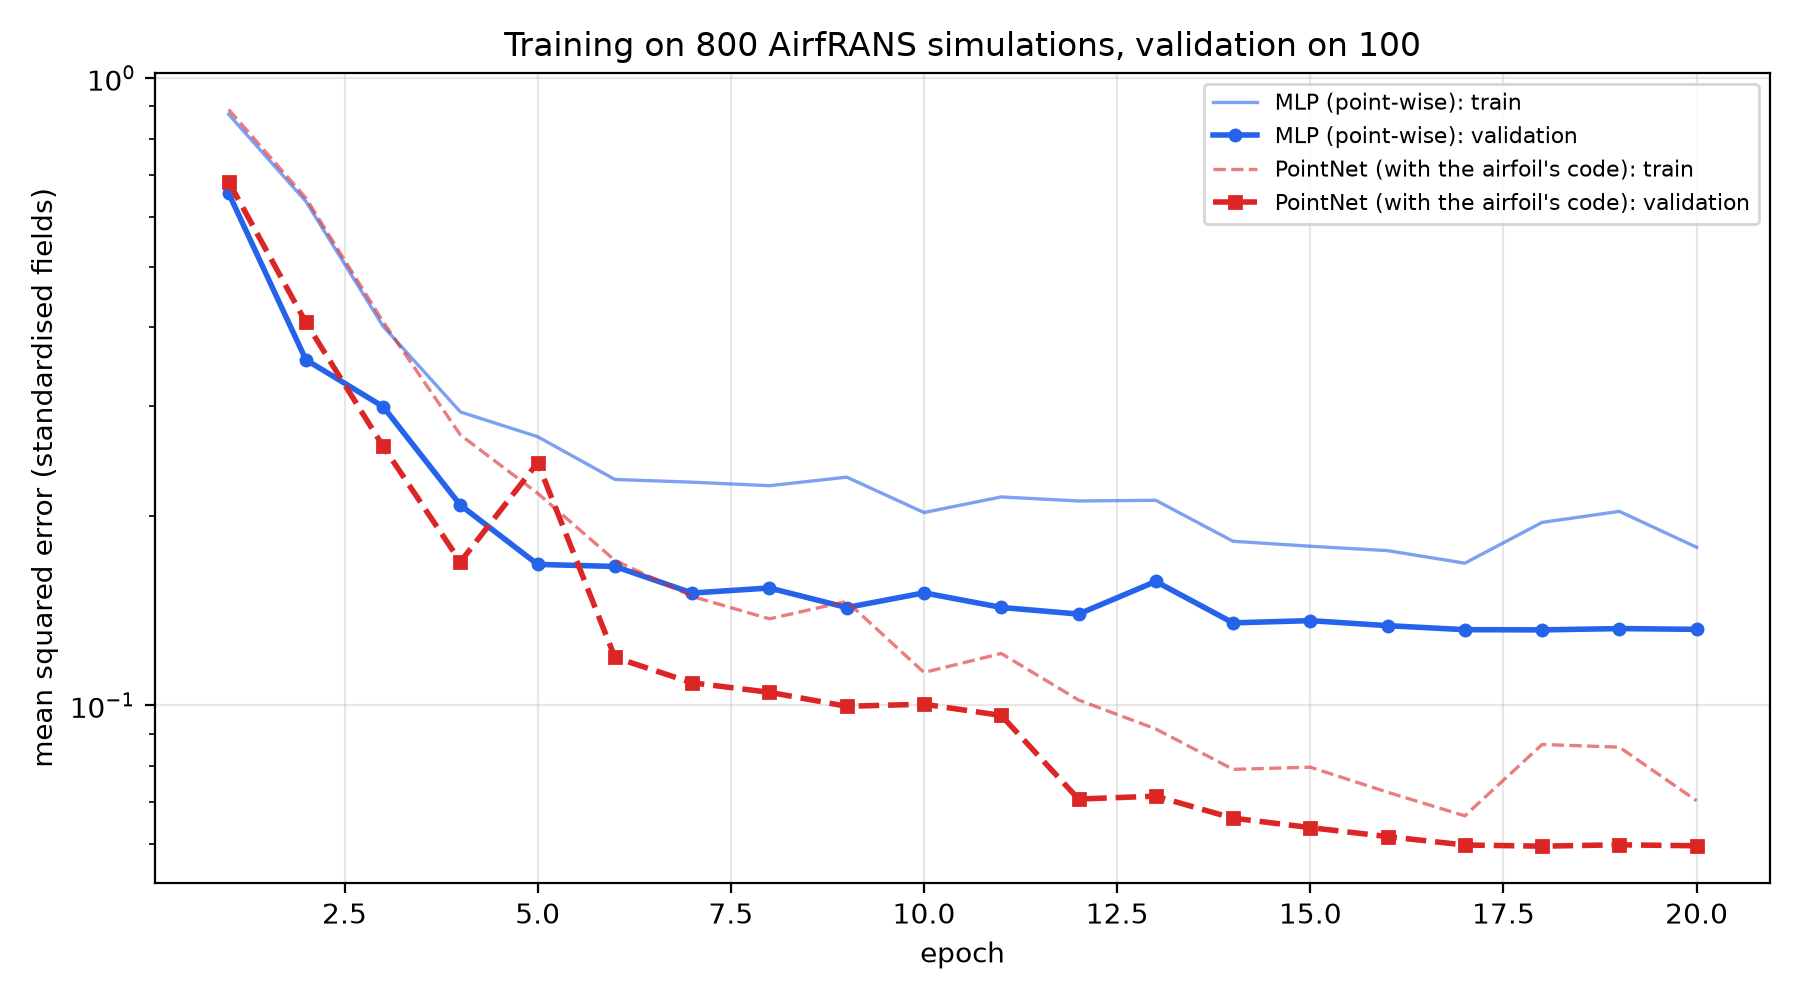 Training on 800 AirfRANS simulations, validation on 100
10⁰
10⁻¹
mean squared error (standardised fields)
MLP (point-wise): train
MLP (point-wise): validation
PointNet (with the airfoil's code): train
PointNet (with the airfoil's code): validation
2.5 5.0 7.5 10.0 12.5 15.0 17.5 20.0
epoch